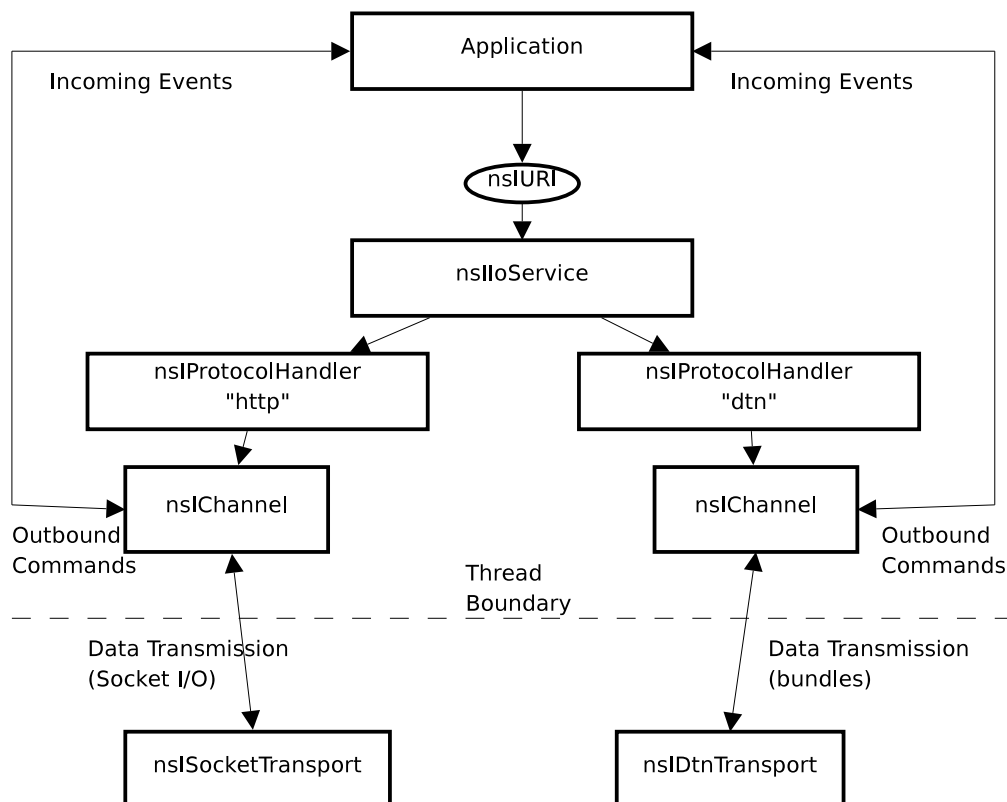 Application
Incoming Events
Incoming Events
nsIURI
nsIIoService
nsIProtocolHandler
"http"
nsIProtocolHandler
"dtn"
nsIChannel
nsIChannel
Outbound
Commands
Outbound
Commands
Thread
Boundary
Data Transmission
(Socket I/O)
Data Transmission
(bundles)
nsISocketTransport
nsIDtnTransport